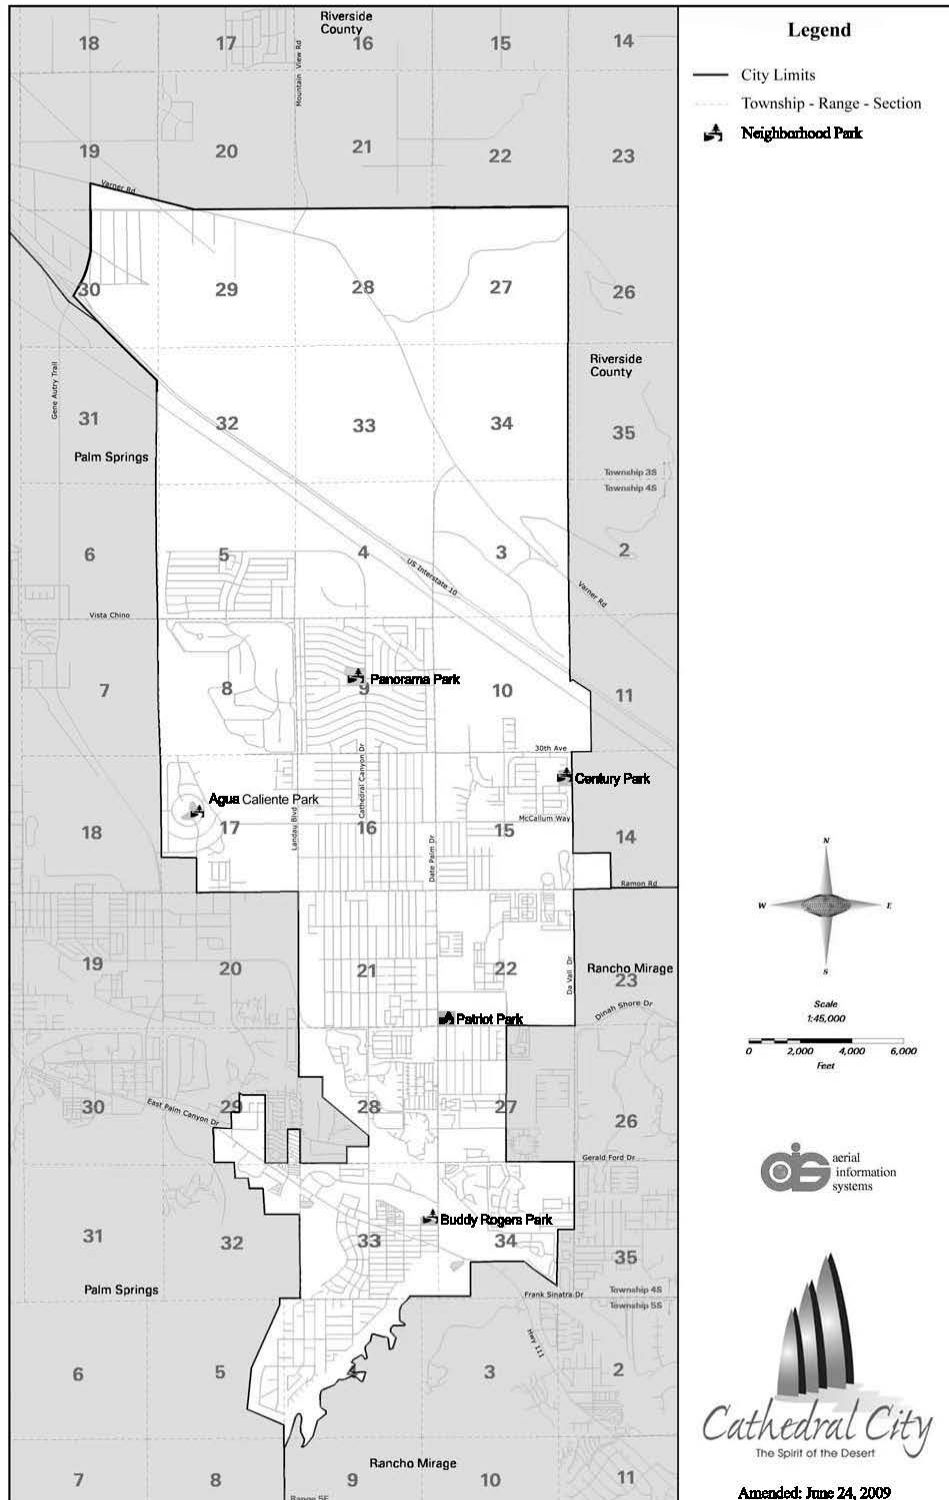 Riverside
County
18
17
16
15
14
Mountain View Rd
19
20
21
22
23
Varner Rd
30
29
28
27
26
Riverside
County
Gene Autry Trail
31
32
33
34
35
Palm Springs
Township 3S
Township 4S
6
5
4
3
2
US Interstate 10
Varner Rd
Vista Chino
7
8
9
10
11
Panorama Park
30th Ave
Cathedral Canyon Dr
Century Park
Agua Caliente Park
Landau Blvd
McCallum Way
18
17
16
15
14
Date Palm Dr
Ramon Rd
19
20
21
22
23
Da Vall Dr
Rancho Mirage
Dinah Shore Dr
Patriot Park
30
29
28
27
26
East Palm Canyon Dr
Gerald Ford Dr
Buddy Rogers Park
31
32
33
34
35
Palm Springs
Township 4S
Township 5S
Frank Sinatra Dr
Hwy 111
6
5
4
3
2
Rancho Mirage
7
8
9
10
11
Range 5E
Legend
City Limits
Township - Range - Section
Neighborhood Park
N
W
E
S
Scale
1:45,000
0
2,000
4,000
6,000
Feet
ais
aerial
information
systems
Cathedral City
The Spirit of the Desert
Amended: June 24, 2009